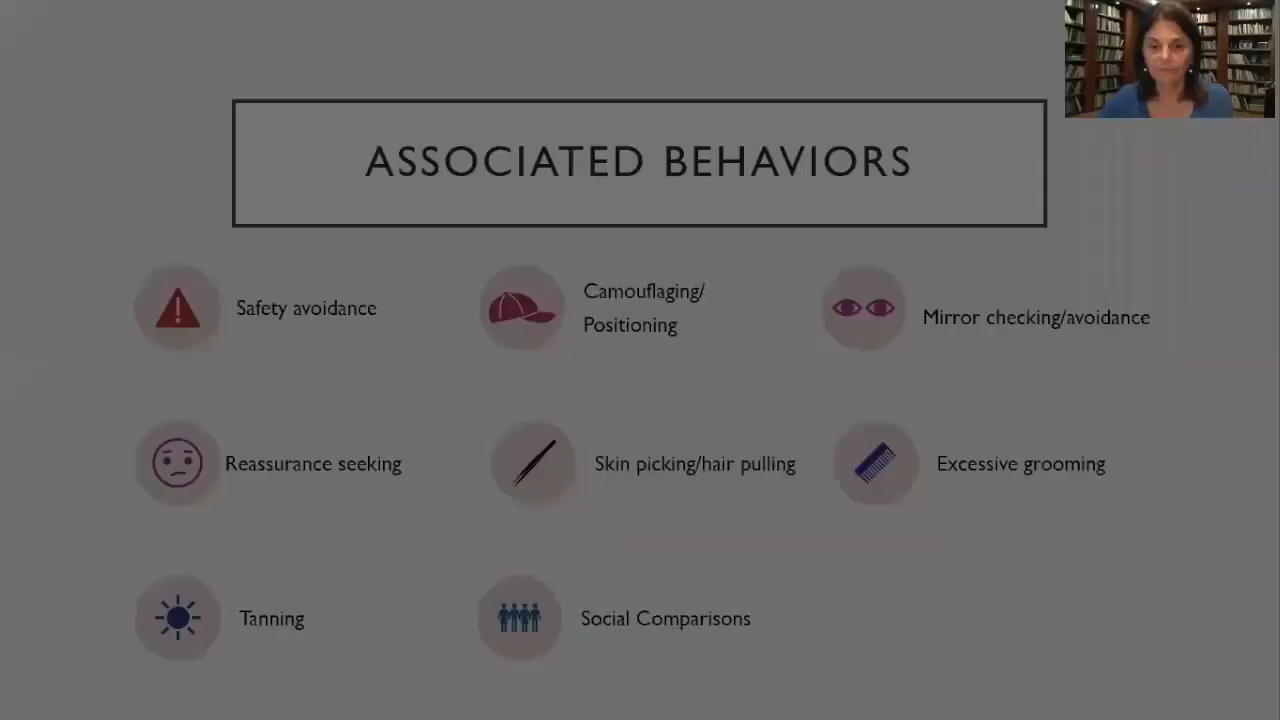 ASSOCIATED BEHAVIORS
Safety avoidance
Camouflaging/
Positioning
Mirror checking/avoidance
Reassurance seeking
Skin picking/hair pulling
Excessive grooming
Tanning
Social Comparisons